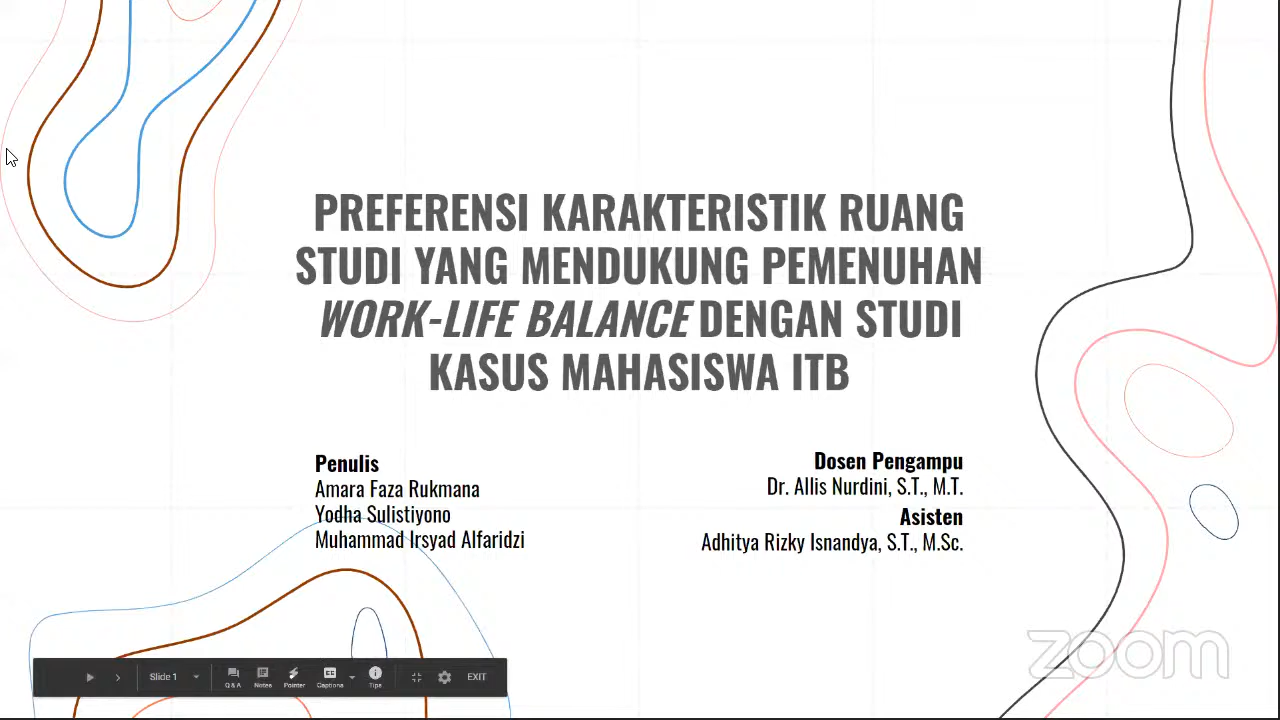 PREFERENSI KARAKTERISTIK RUANG
STUDI YANG MENDUKUNG PEMENUHAN
WORK-LIFE BALANCE DENGAN STUDI
KASUS MAHASISWA ITB
Penulis
Amara Faza Rukmana
Yodha Sulistiyono
Muhammad Irsyad Alfaridzi
Dosen Pengampu
Dr. Allis Nurdini, S.T., M.T.
Asisten
Adhitya Rizky Isnandya, S.T., M.Sc.
Slide 1
Q&A
Notes
Pointer
Captions
Tips
EXIT
zoom